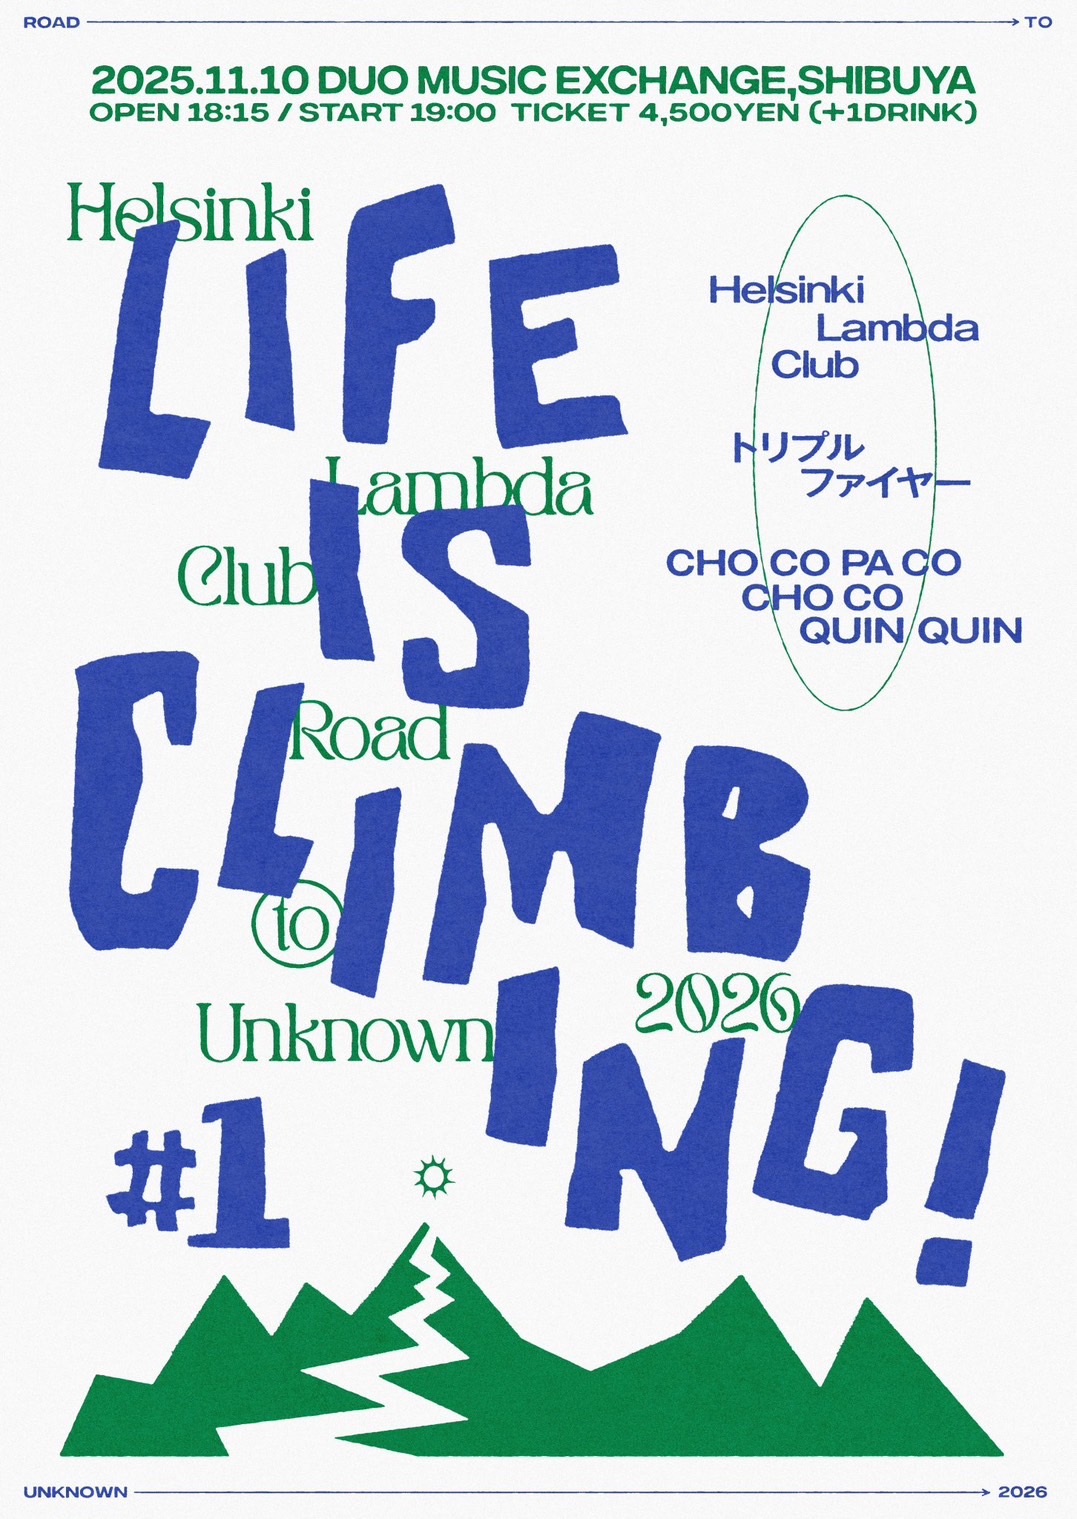 ROAD TO
2025.11.10 DUO MUSIC EXCHANGE,SHIBUYA
OPEN 18:15 / START 19:00 TICKET 4,500YEN (+1DRINK)
Helsinki
Lambda
Club
Road
to
Unknown
2026
LIFE
IS
CLIMB
ING!
#1
Helsinki
Lambda
Club
トリプル
ファイヤー
CHO CO PA CO
CHO CO
QUIN QUIN
UNKNOWN 2026